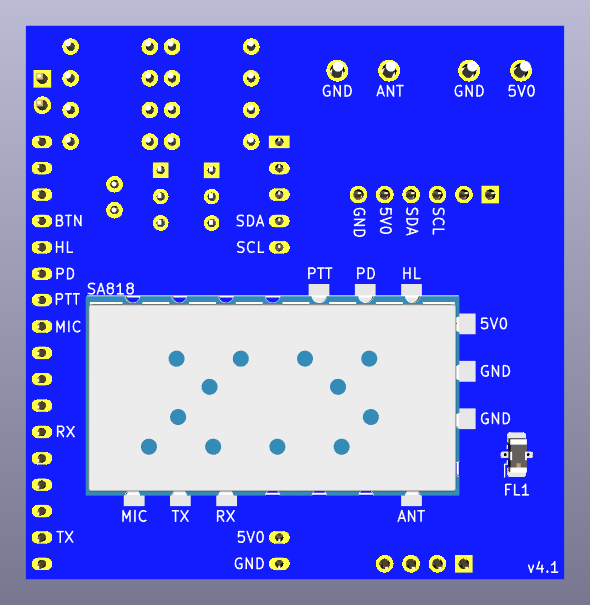 GND ANT GND 5V0
GND 5V0 SDA SCL
BTN
SDA
HL
SCL
PD
PTT
MIC
SA818
PTT PD HL
5V0
GND
GND
RX
FL1
MIC TX RX ANT
TX
5V0
GND
v4.1